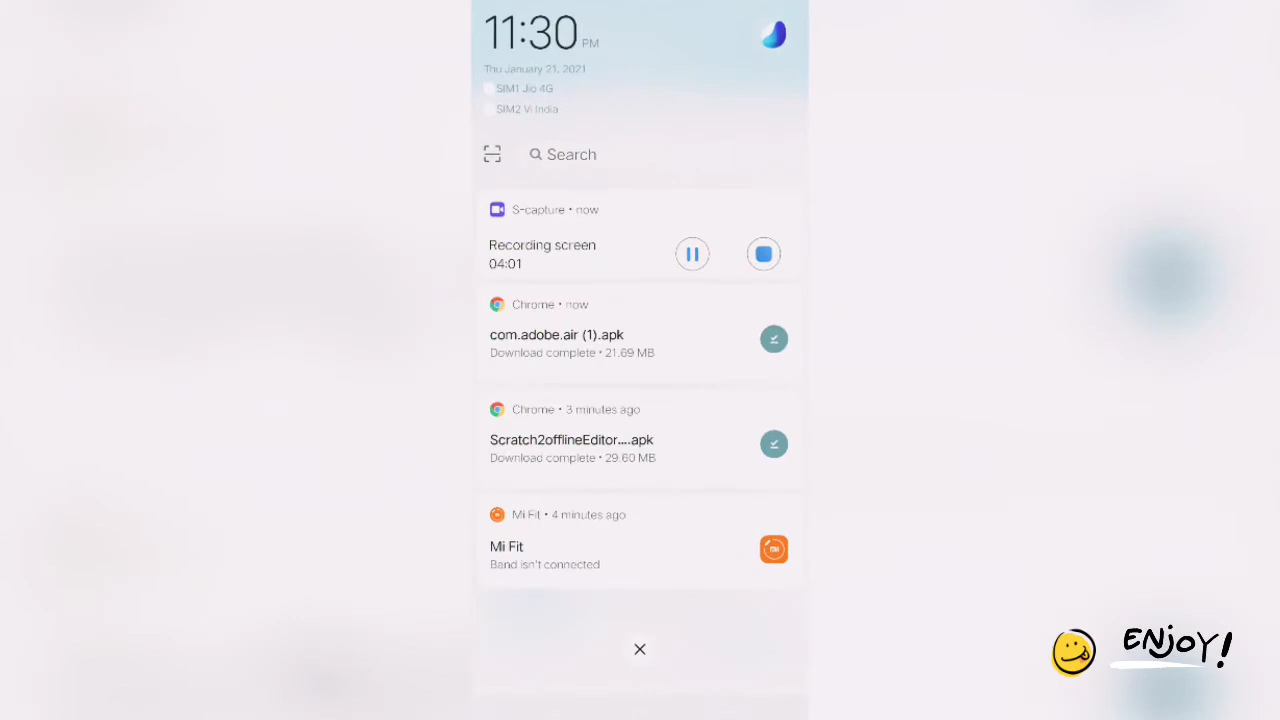 11:30 PM
Thu January 21, 2021
SIM1 Jio 4G
SIM2 Vi India
Search
S-capture • now
Recording screen
04:01
Chrome • now
com.adobe.air (1).apk
Download complete • 21.69 MB
Chrome • 3 minutes ago
Scratch2offlineEditor....apk
Download complete • 29.60 MB
Mi Fit • 4 minutes ago
Mi Fit
Band isn't connected
ENjoY!